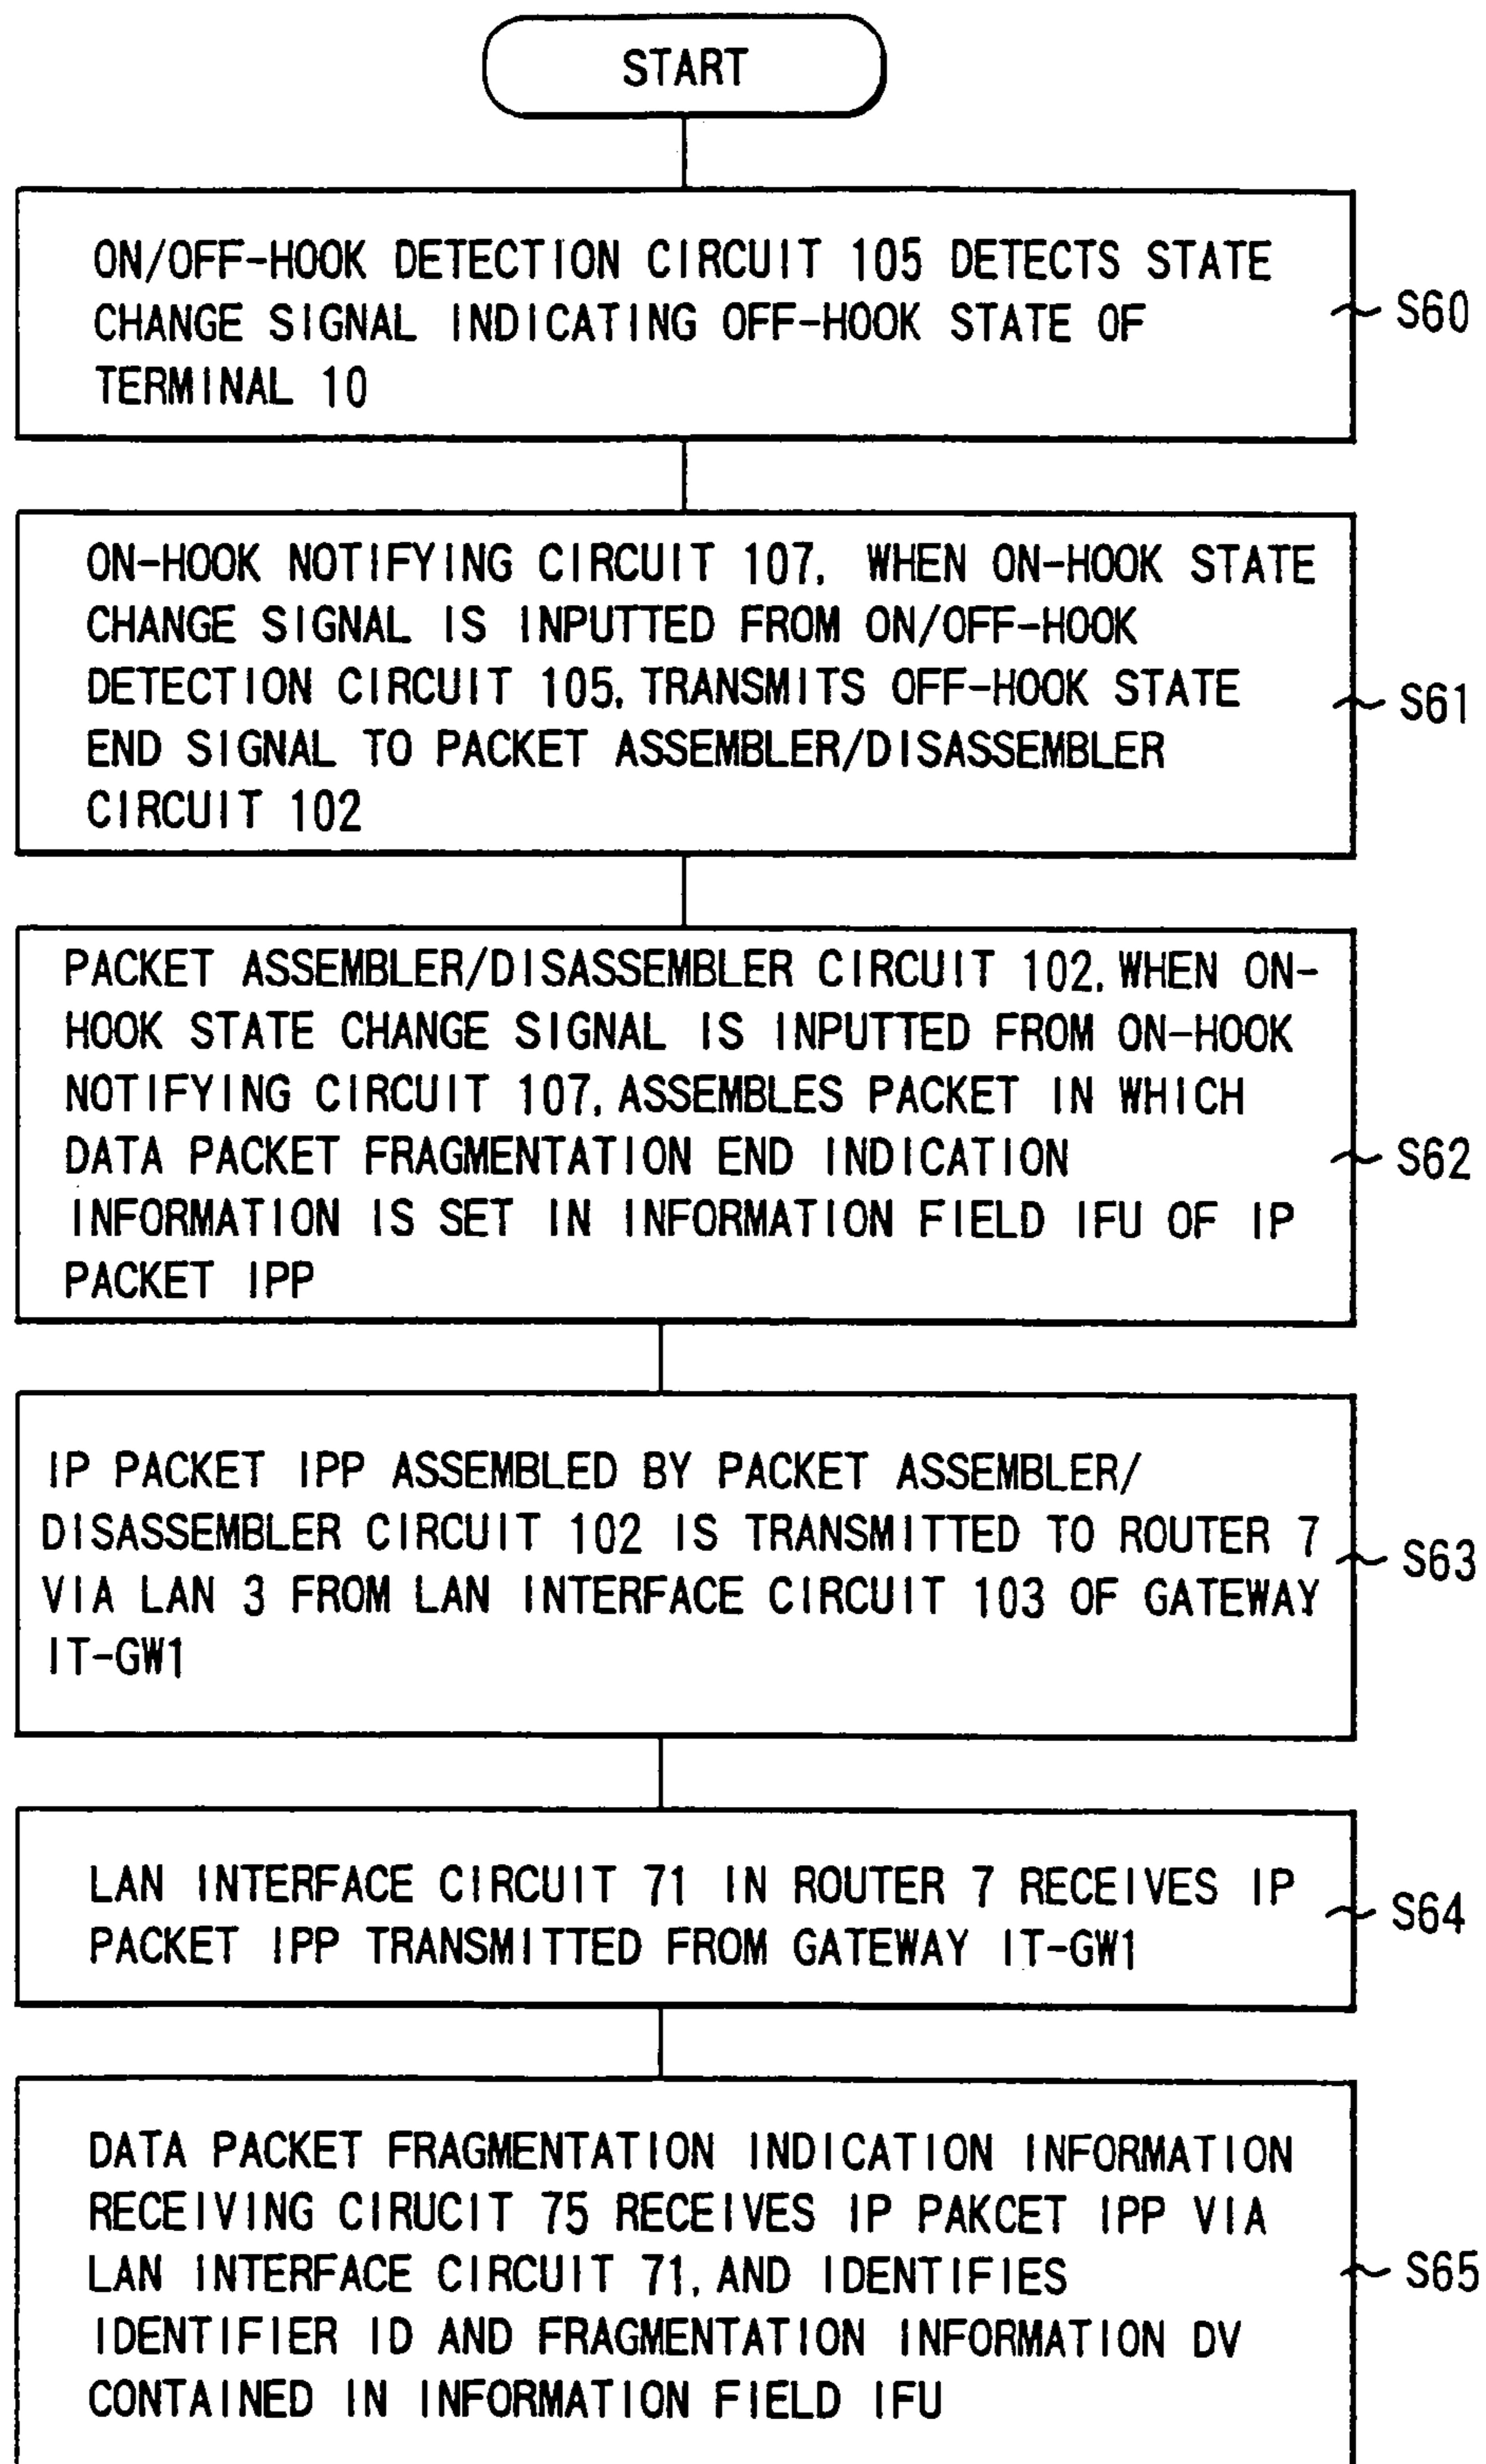 START
ON/OFF-HOOK DETECTION CIRCUIT 105 DETECTS STATE
CHANGE SIGNAL INDICATING OFF-HOOK STATE OF
TERMINAL 10
S60
ON-HOOK NOTIFYING CIRCUIT 107, WHEN ON-HOOK STATE
CHANGE SIGNAL IS INPUTTED FROM ON/OFF-HOOK
DETECTION CIRCUIT 105, TRANSMITS OFF-HOOK STATE
END SIGNAL TO PACKET ASSEMBLER/DISASSEMBLER
CIRCUIT 102
S61
PACKET ASSEMBLER/DISASSEMBLER CIRCUIT 102, WHEN ON-
HOOK STATE CHANGE SIGNAL IS INPUTTED FROM ON-HOOK
NOTIFYING CIRCUIT 107, ASSEMBLES PACKET IN WHICH
DATA PACKET FRAGMENTATION END INDICATION
INFORMATION IS SET IN INFORMATION FIELD IFU OF IP
PACKET IPP
S62
IP PACKET IPP ASSEMBLED BY PACKET ASSEMBLER/
DISASSEMBLER CIRCUIT 102 IS TRANSMITTED TO ROUTER 7
VIA LAN 3 FROM LAN INTERFACE CIRCUIT 103 OF GATEWAY
IT-GW1
S63
LAN INTERFACE CIRCUIT 71 IN ROUTER 7 RECEIVES IP
PACKET IPP TRANSMITTED FROM GATEWAY IT-GW1
S64
DATA PACKET FRAGMENTATION INDICATION INFORMATION
RECEIVING CIRUCIT 75 RECEIVES IP PAKCET IPP VIA
LAN INTERFACE CIRCUIT 71, AND IDENTIFIES
IDENTIFIER ID AND FRAGMENTATION INFORMATION DV
CONTAINED IN INFORMATION FIELD IFU
S65